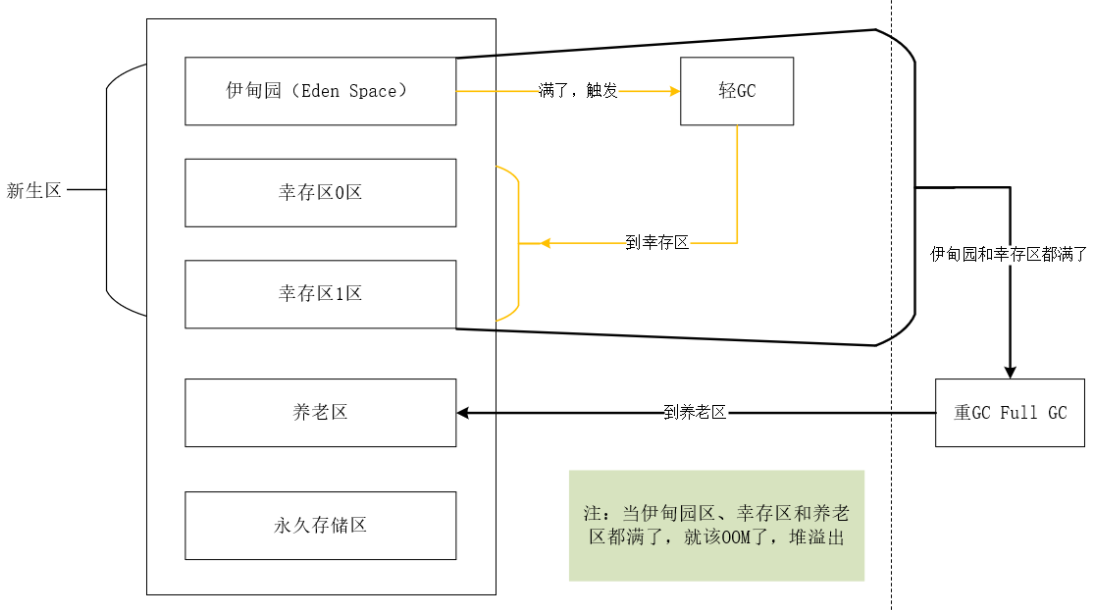 伊甸园（Eden Space）
满了，触发
轻GC
幸存区0区
新生区
到幸存区
伊甸园和幸存区都满了
幸存区1区
养老区
到养老区
重GC Full GC
永久存储区
注：当伊甸园区、幸存区和养老
区都满了，就该OOM了，堆溢出